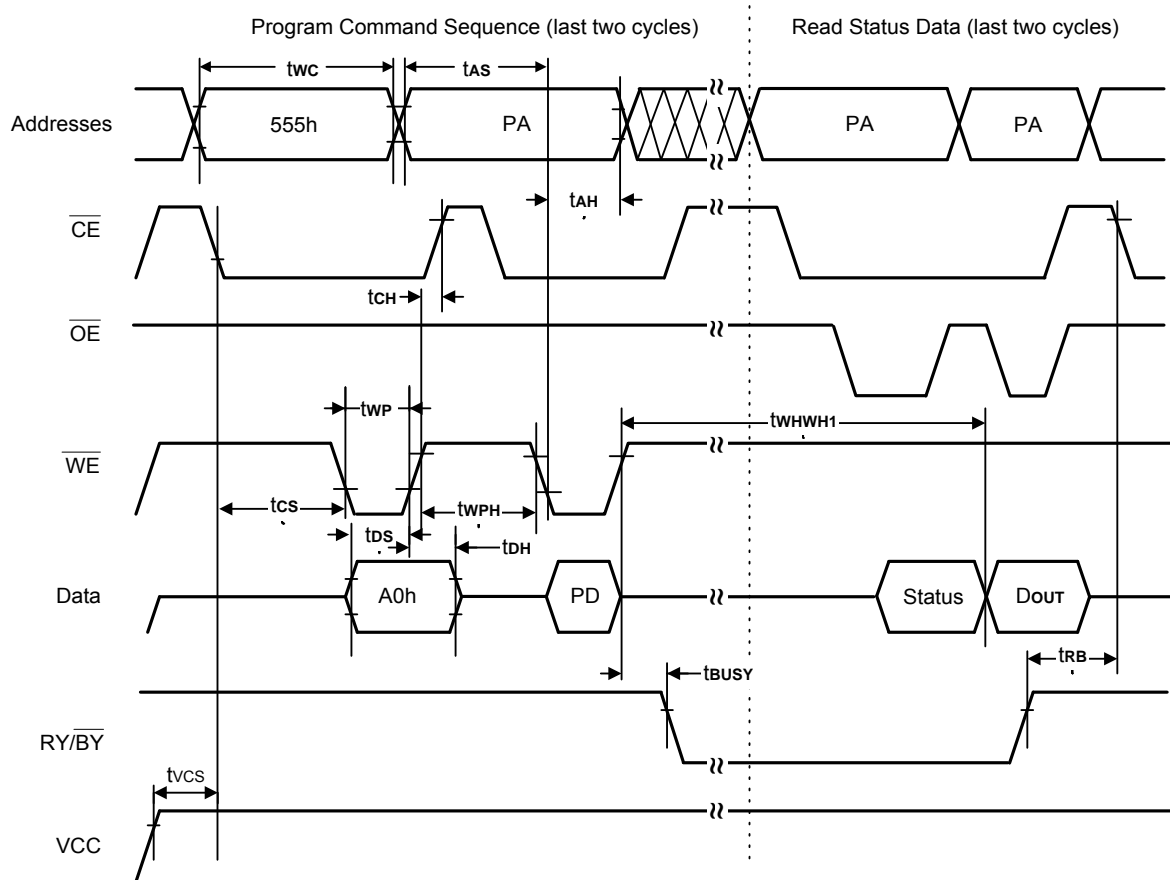 Program Command Sequence (last two cycles)
Read Status Data (last two cycles)
tWC
tAS
Addresses
555h
PA
PA
PA
tAH
CE
tCH
OE
tWP
tWHWH1
WE
tCS
tWPH
tDS
tDH
Data
A0h
PD
Status
DOUT
tRB
tBUSY
RY/BY
tVCS
VCC